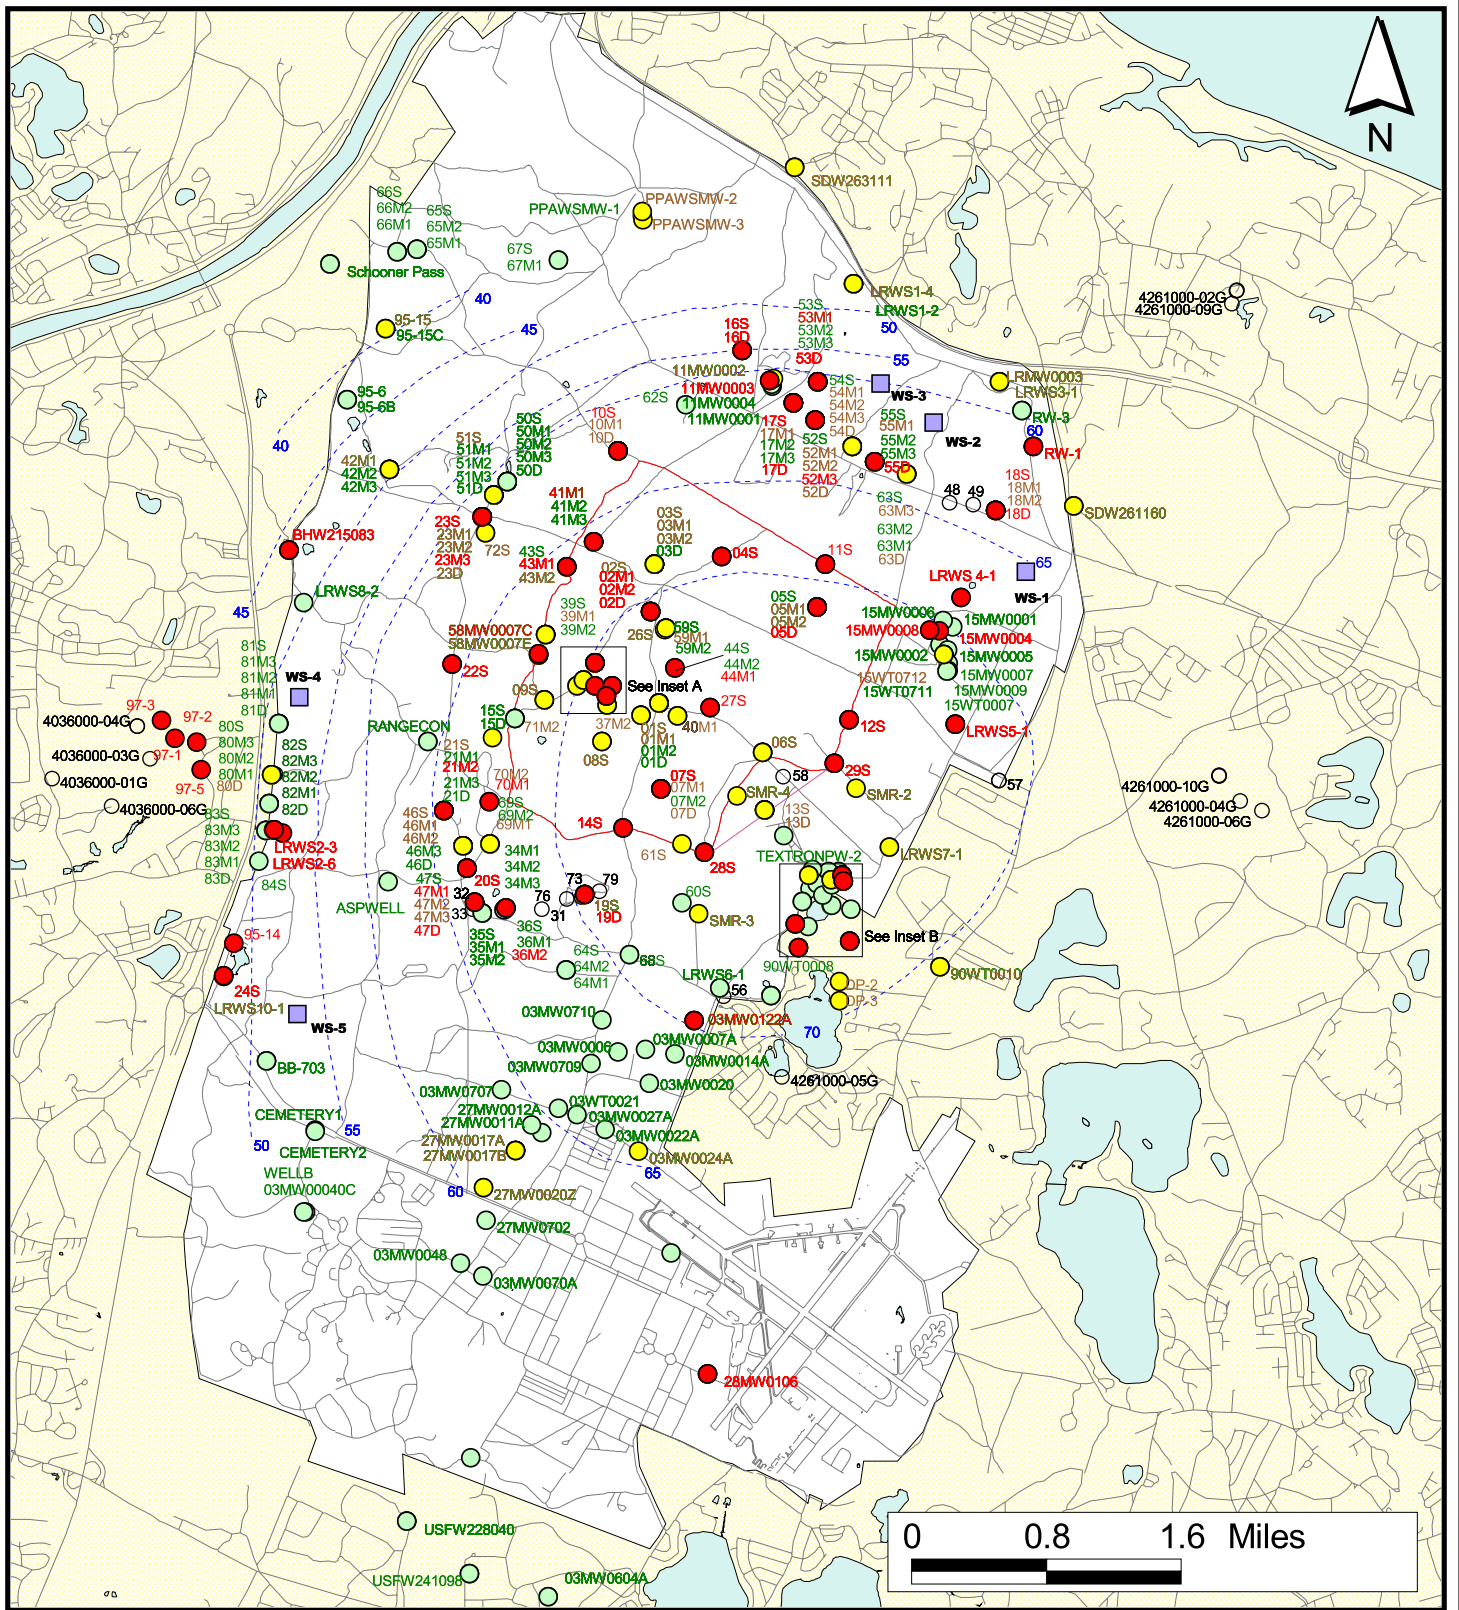 N
SDW263111
66S
66M2
66M1
65S
65M2
65M1
PPAWSMW-1
PPAWSMW-2
PPAWSMW-3
67S
67M1
Schooner Pass
LRWS1-4
LRWS1-2
4261000-02G
4261000-09G
40
45
50
55
95-15
95-15C
16S
16D
53S
53M1
53M2
53M3
53D
11MW0002
11MW0003
11MW0004
11MW0001
WS-3
LRMW0003
LRWS3-1
RW-3
60
RW-1
WS-2
95-6
95-6B
62S
54S
54M1
54M2
54M3
54D
55S
55M1
55M2
55M3
55D
17S
17M1
17M2
17M3
17D
52S
52M1
52M2
52M3
52D
10S
10M1
10D
50S
50M1
50M2
50M3
50D
51S
51M1
51M2
51M3
51D
40
42M1
42M2
42M3
41M1
41M2
41M3
48
49
18S
18M1
18M2
18D
SDW261160
63S
63M3
63M2
63M1
63D
BHW215083
23S
23M1
23M2
23M3
23D
72S
43S
43M1
43M2
03S
03M1
03M2
03D
04S
11S
65
WS-1
LRWS 4-1
02S
02M1
02M2
02D
05S
05M1
05M2
05D
LRWS8-2
45
39S
39M1
39M2
26S
59S
59M1
59M2
58MW0007C
58MW0007E
15MW0006
15MW0001
15MW0008
15MW0004
15MW0002
15MW0005
15WT0712
15WT0711
15MW0007
15MW0009
15WT0007
44S
44M2
44M1
81S
81M3
81M2
81M1
81D
WS-4
22S
See Inset A
09S
27S
12S
LRWS5-1
97-3
97-2
97-1
97-5
4036000-04G
4036000-03G
4036000-01G
4036000-06G
80S
80M3
80M2
80M1
80D
82S
82M3
82M2
82M1
82D
RANGECON
15S
15D
71M2
37M2
08S
01S
01M1
01M2
01D
40M1
06S
58
29S
57
SMR-2
SMR-4
4261000-10G
4261000-04G
4261000-06G
21S
21M1
21M2
21M3
21D
70M2
70M1
69S
69M2
69M1
07S
07M1
07M2
07D
13S
13D
83S
83M3
83M2
83M1
83D
LRWS2-3
LRWS2-6
84S
46S
46M1
46M2
46M3
46D
14S
61S
28S
TEXTRONPW-2
LRWS7-1
34M1
34M2
34M3
20S
47S
47M1
47M2
47M3
47D
ASPWELL
32
33
76
31
73
79
19S
19D
60S
SMR-3
35S
35M1
35M2
36S
36M1
36M2
See Inset B
95-14
24S
64S
64M2
64M1
68S
LRWS6-1
56
90WT0008
90WT0010
DP-2
DP-3
LRWS10-1
WS-5
03MW0710
03MW0122A
70
BB-703
03MW0006
03MW0709
03MW0007A
03MW0014A
4261000-05G
03MW0707
03MW0020
CEMETERY1
CEMETERY2
50
55
27MW0012A
27MW0011A
03WT0021
03MW0027A
03MW0022A
27MW0017A
27MW0017B
03MW0024A
65
WELLB
03MW00040C
60
27MW0020Z
27MW0702
03MW0048
03MW0070A
28MW0106
USFW228040
USFW241098
03MW0604A
0 0.8 1.6 Miles